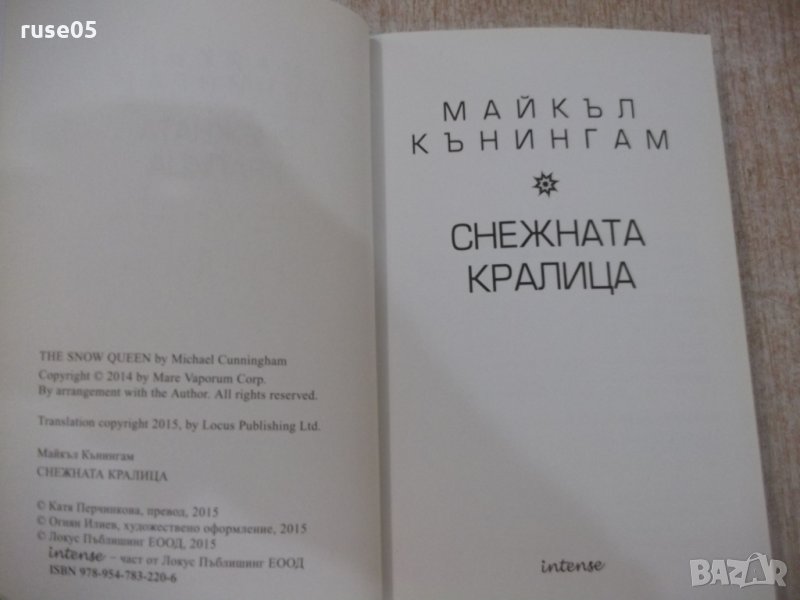 ruse05
THE SNOW QUEEN by Michael Cunningham
Copyright © 2014 by Mare Vaporum Corp.
By arrangement with the Author. All rights reserved.
Translation copyright 2015, by Locus Publishing Ltd.
Майкъл Кънингам
СНЕЖНАТА КРАЛИЦА
© Катя Перчинкова, превод, 2015
© Огнян Илиев, художествено оформление, 2015
© Локус Пъблишинг ЕООД, 2015
intense – част от Локус Пъблишинг ЕООД
ISBN 978-954-783-220-6
МАЙКЪЛ
КЪНИНГАМ
СНЕЖНАТА
КРАЛИЦА
intense
BAZAR
.bg